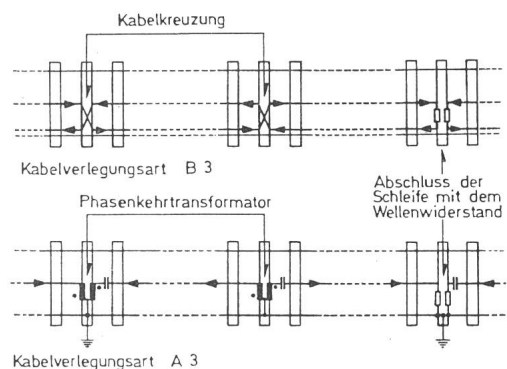 Kabelkreuzung
Kabelverlegungsart B 3
Phasenkehrtransformator
Abschluss der
Schleife mit dem
Wellenwiderstand
Kabelverlegungsart A 3